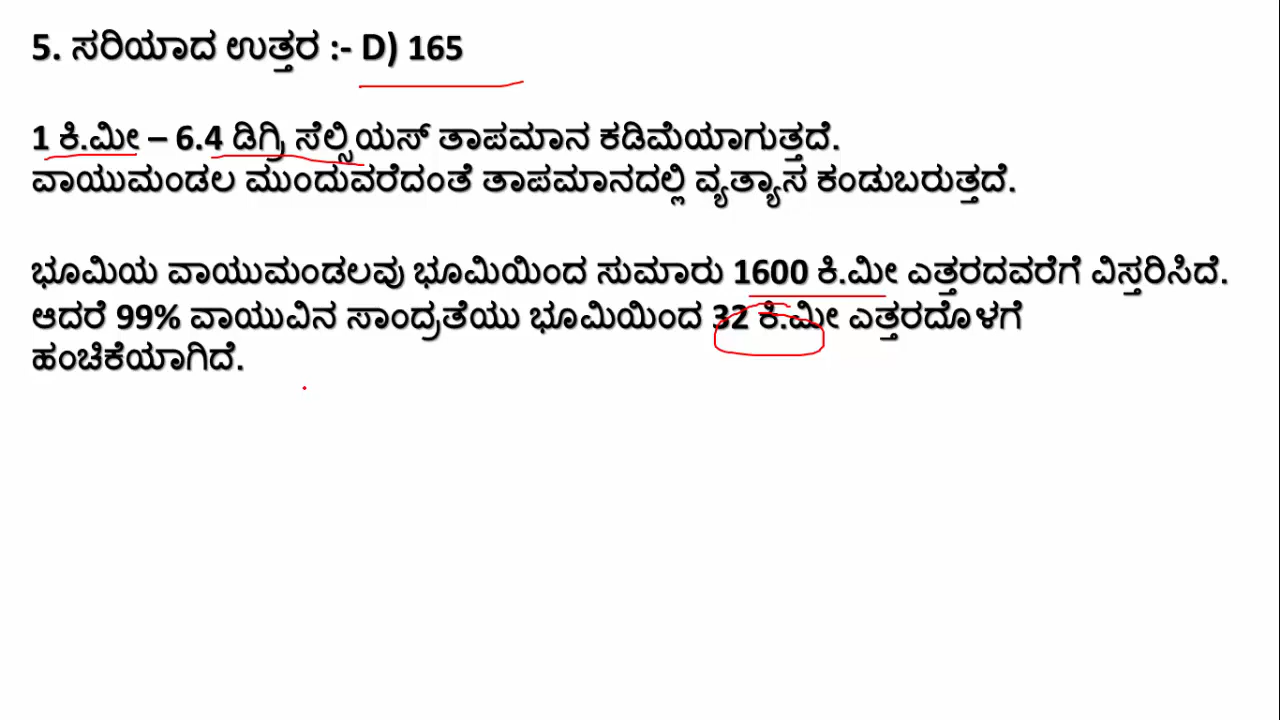 5. ಸರಿಯಾದ ಉತ್ತರ :- D) 165
1 ಕಿ.ಮೀ – 6.4 ಡಿಗ್ರಿ ಸೆಲ್ಸಿಯಸ್ ತಾಪಮಾನ ಕಡಿಮೆಯಾಗುತ್ತದೆ.
ವಾಯುಮಂಡಲ ಮುಂದುವರೆದಂತೆ ತಾಪಮಾನದಲ್ಲಿ ವ್ಯತ್ಯಾಸ ಕಂಡುಬರುತ್ತದೆ.
ಭೂಮಿಯ ವಾಯುಮಂಡಲವು ಭೂಮಿಯಿಂದ ಸುಮಾರು 1600 ಕಿ.ಮೀ ಎತ್ತರದವರೆಗೆ ವಿಸ್ತರಿಸಿದೆ.
ಆದರೆ 99% ವಾಯುವಿನ ಸಾಂದ್ರತೆಯು ಭೂಮಿಯಿಂದ 32 ಕಿ.ಮೀ ಎತ್ತರದೊಳಗೆ
ಹಂಚಿಕೆಯಾಗಿದೆ.